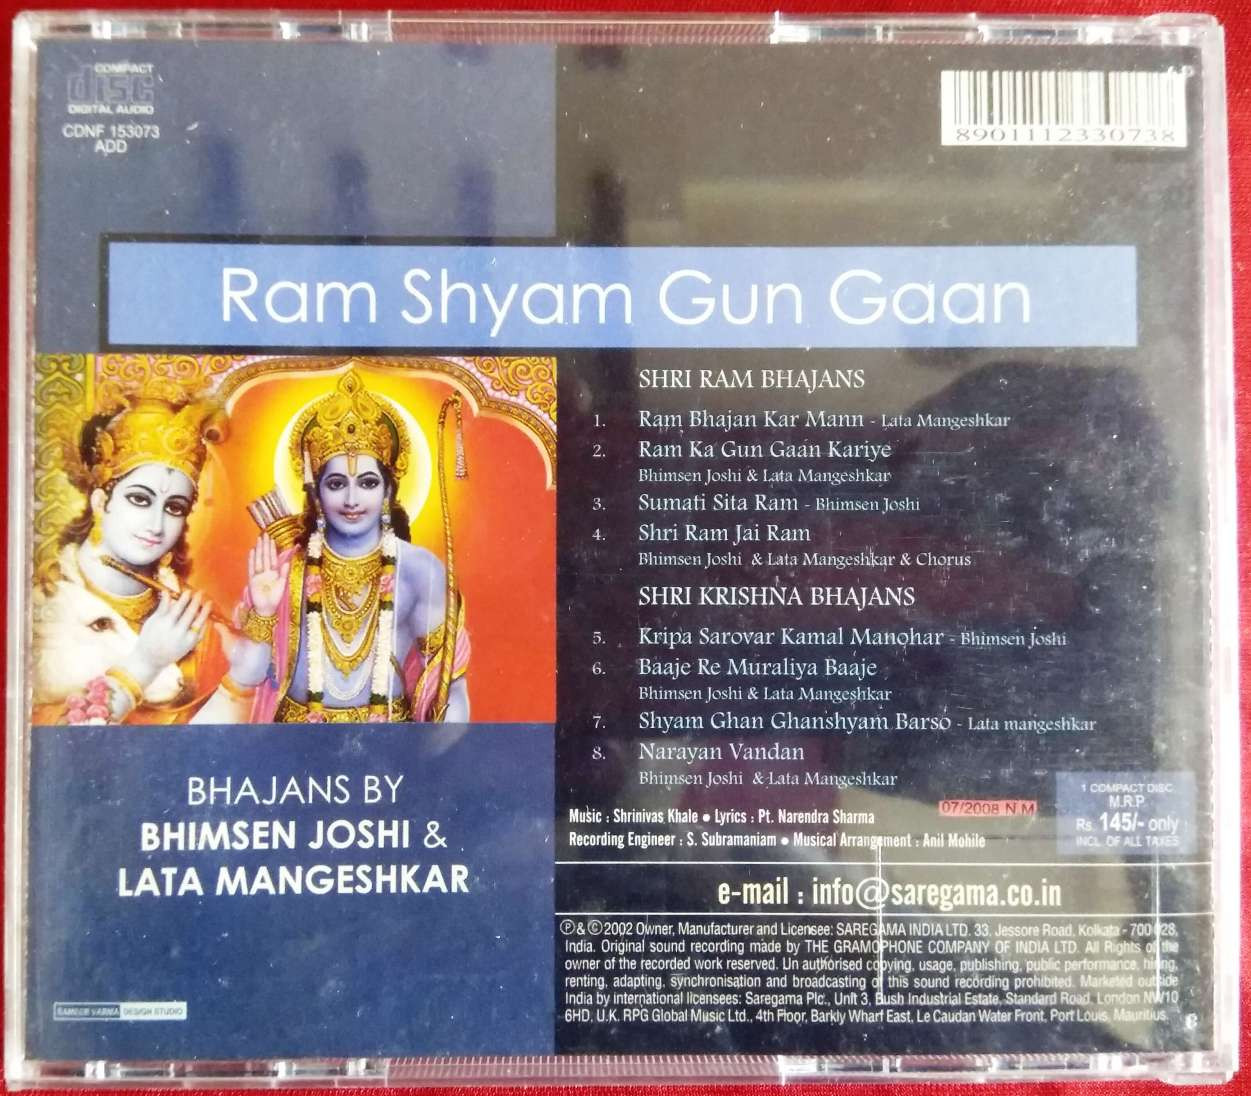 COMPACT
disc
DIGITAL AUDIO
CDNF 153073
ADD
8901112330738
Ram Shyam Gun Gaan
SHRI RAM BHAJANS
1. Ram Bhajan Kar Mann - Lata Mangeshkar
2. Ram Ka Gun Gaan Kariye
Bhimsen Joshi & Lata Mangeshkar
3. Sumati Sita Ram - Bhimsen Joshi
4. Shri Ram Jai Ram
Bhimsen Joshi & Lata Mangeshkar & Chorus
SHRI KRISHNA BHAJANS
5. Kripa Sarovar Kamal Manohar - Bhimsen Joshi
6. Baaje Re Muraliya Baaje
Bhimsen Joshi & Lata Mangeshkar
7. Shyam Ghan Ghanshyam Barso - Lata mangeshkar
8. Narayan Vandan
Bhimsen Joshi & Lata Mangeshkar
BHAJANS BY
BHIMSEN JOSHI &
LATA MANGESHKAR
07/2008 N.M
1 COMPACT DISC
M.R.P.
Rs. 145/- only
INCL. OF ALL TAXES
Music : Shrinivas Khale ● Lyrics : Pt. Narendra Sharma
Recording Engineer : S. Subramaniam ● Musical Arrangement : Anil Mohile
e-mail : info@saregama.co.in
℗& ©2002 Owner, Manufacturer and Licensee: SAREGAMA INDIA LTD. 33, Jessore Road, Kolkata - 700 028,
India. Original sound recording made by THE GRAMOPHONE COMPANY OF INDIA LTD. All Rights of the
owner of the recorded work reserved. Un authorised copying, usage, publishing, public performance, hiring,
renting, adapting, synchronisation and broadcasting of this sound recording prohibited. Marketed outside
India by international licensees: Saregama Plc., Unit 3, Bush Industrial Estate, Standard Road, London NW10
6HD, U.K. RPG Global Music Ltd., 4th Floor, Barkly Wharf East, Le Caudan Water Front, Port Louis, Mauritius.
SAMEER VARMA DESIGN STUDIO